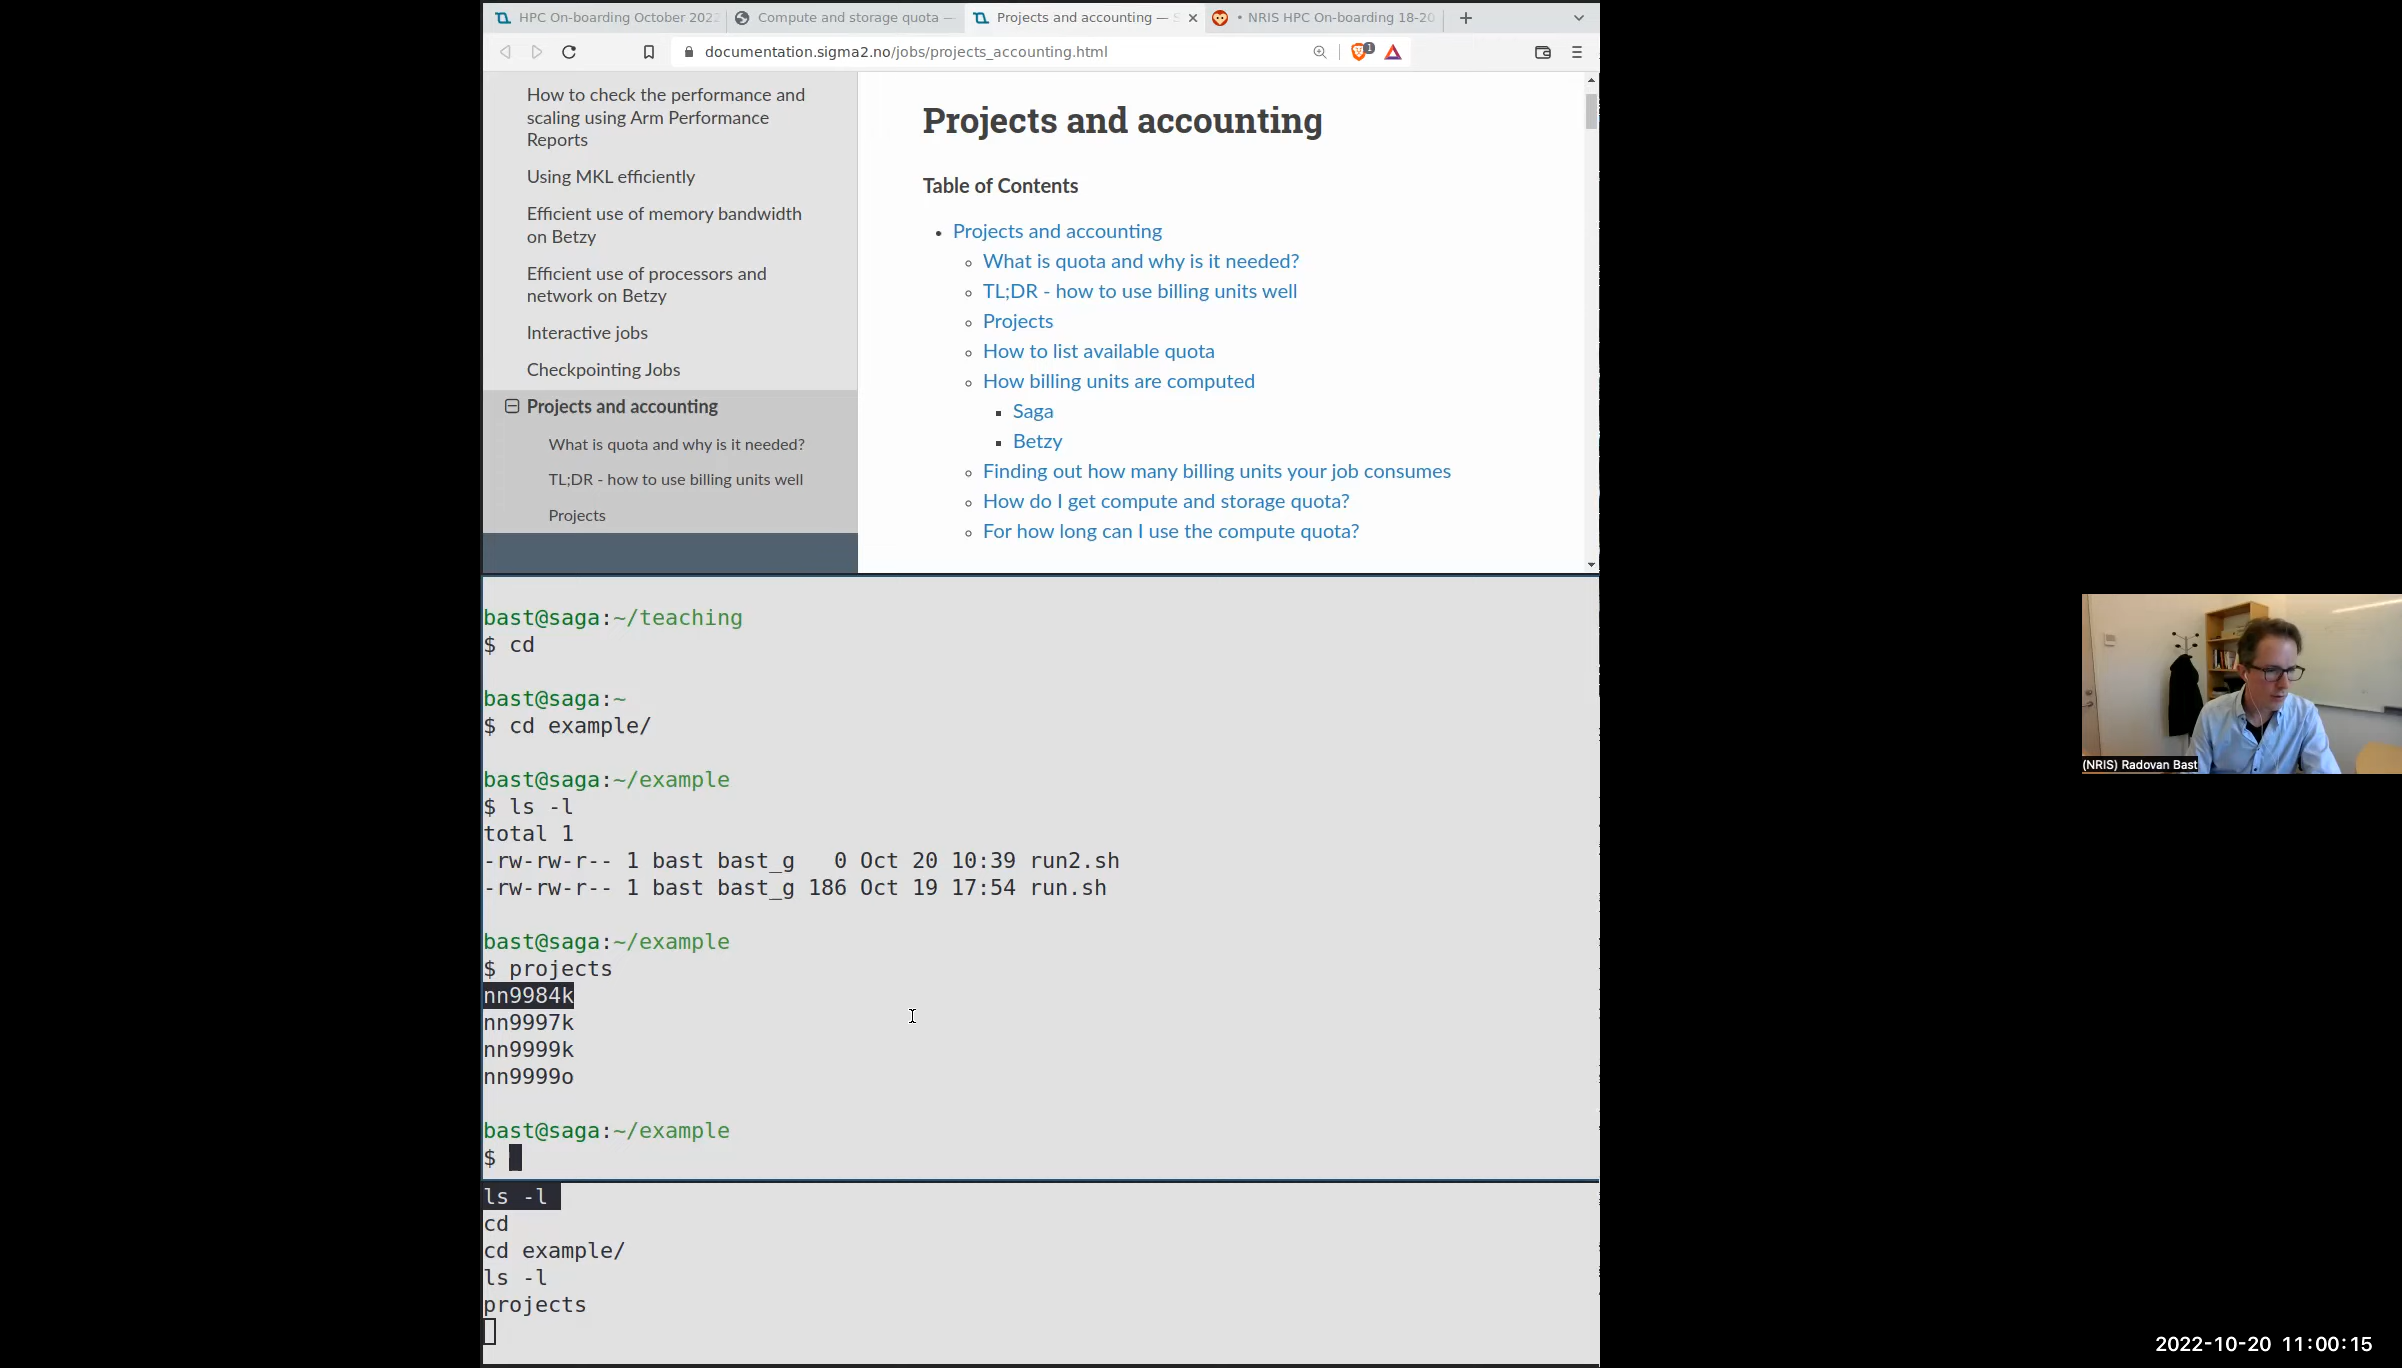 HPC On-boarding October 202
Compute and storage quota —
Projects and accounting —
• NRIS HPC On-boarding 18-20
documentation.sigma2.no/jobs/projects_accounting.html
1
How to check the performance and
scaling using Arm Performance
Reports
Using MKL efficiently
Efficient use of memory bandwidth
on Betzy
Efficient use of processors and
network on Betzy
Interactive jobs
Checkpointing Jobs
Projects and accounting
What is quota and why is it needed?
TL;DR - how to use billing units well
Projects
Projects and accounting
Table of Contents
Projects and accounting
What is quota and why is it needed?
TL;DR - how to use billing units well
Projects
How to list available quota
How billing units are computed
Saga
Betzy
Finding out how many billing units your job consumes
How do I get compute and storage quota?
For how long can I use the compute quota?
bast@saga:~/teaching
$ cd
bast@saga:~
$ cd example/
bast@saga:~/example
$ ls -l
total 1
-rw-rw-r-- 1 bast bast_g   0 Oct 20 10:39 run2.sh
-rw-rw-r-- 1 bast bast_g 186 Oct 19 17:54 run.sh
bast@saga:~/example
$ projects
nn9984k
nn9997k
nn9999k
nn9999o
bast@saga:~/example
$
ls -l
cd
cd example/
ls -l
projects
(NRIS) Radovan Bast
2022-10-20 11:00:15